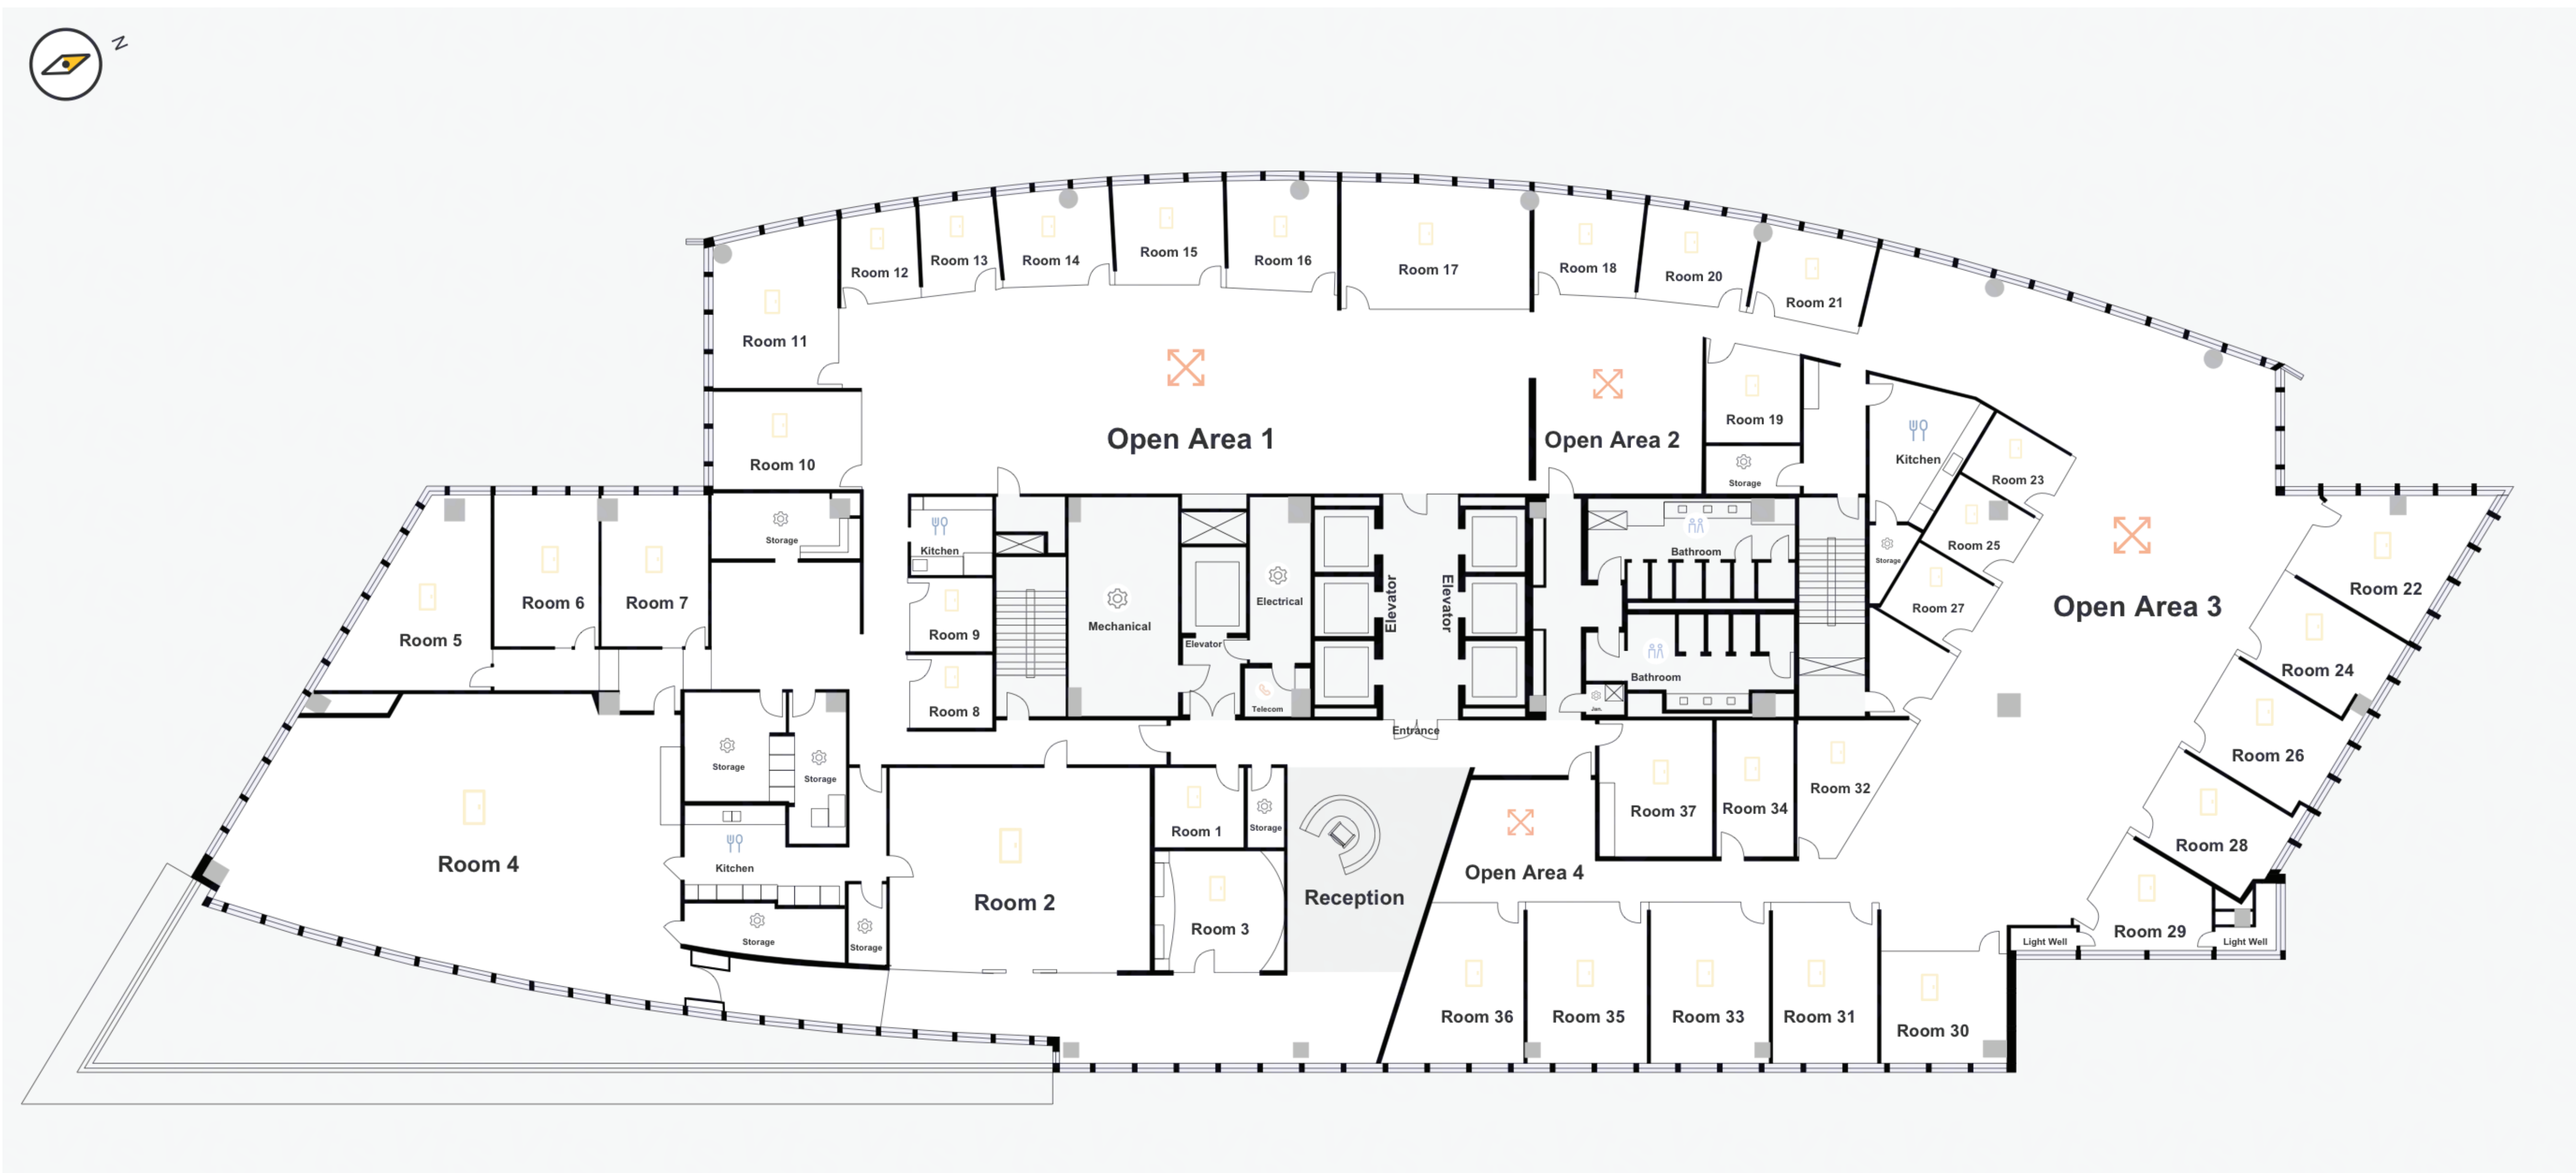 N
Room 12
Room 13
Room 14
Room 15
Room 16
Room 17
Room 18
Room 20
Room 21
Room 11
Room 10
Open Area 1
Open Area 2
Room 19
Storage
Kitchen
Room 23
Room 25
Storage
Room 27
Open Area 3
Room 22
Room 24
Room 26
Room 28
Room 29
Light Well
Light Well
Room 5
Room 6
Room 7
Storage
Kitchen
Room 9
Room 8
Mechanical
Elevator
Electrical
Telecom
Elevator
Elevator
Entrance
Bathroom
Bathroom
Jan.
Room 4
Storage
Storage
Kitchen
Storage
Storage
Room 2
Room 1
Storage
Room 3
Reception
Open Area 4
Room 37
Room 34
Room 32
Room 36
Room 35
Room 33
Room 31
Room 30